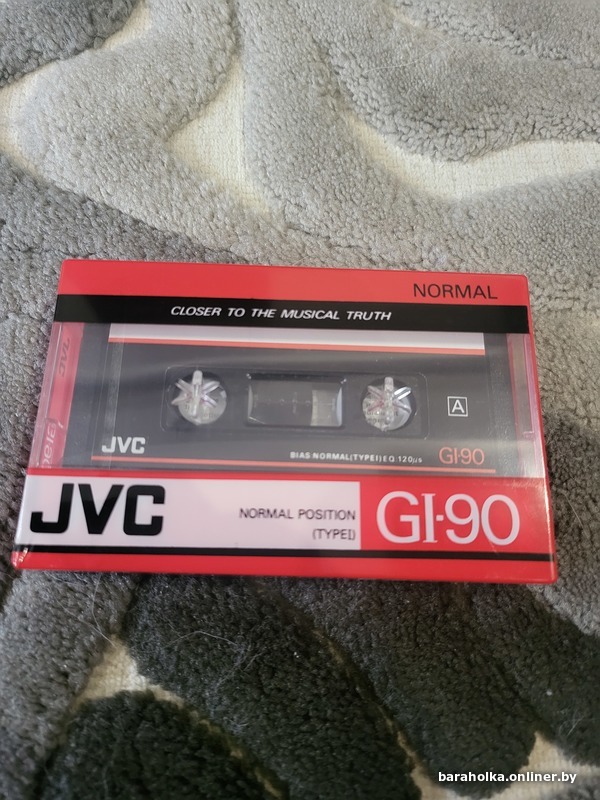 NORMAL
CLOSER TO THE MUSICAL TRUTH
JVC
A
JVC
BIAS NORMAL(TYPEI) EQ 120μs
GI-90
JVC
NORMAL POSITION
(TYPEI)
GI-90
baraholka.onliner.by